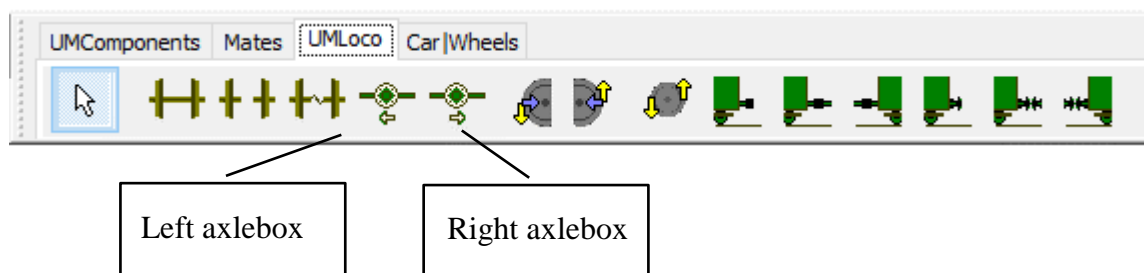 UMComponents Mates UMLoco Car|Wheels
Left axlebox
Right axlebox